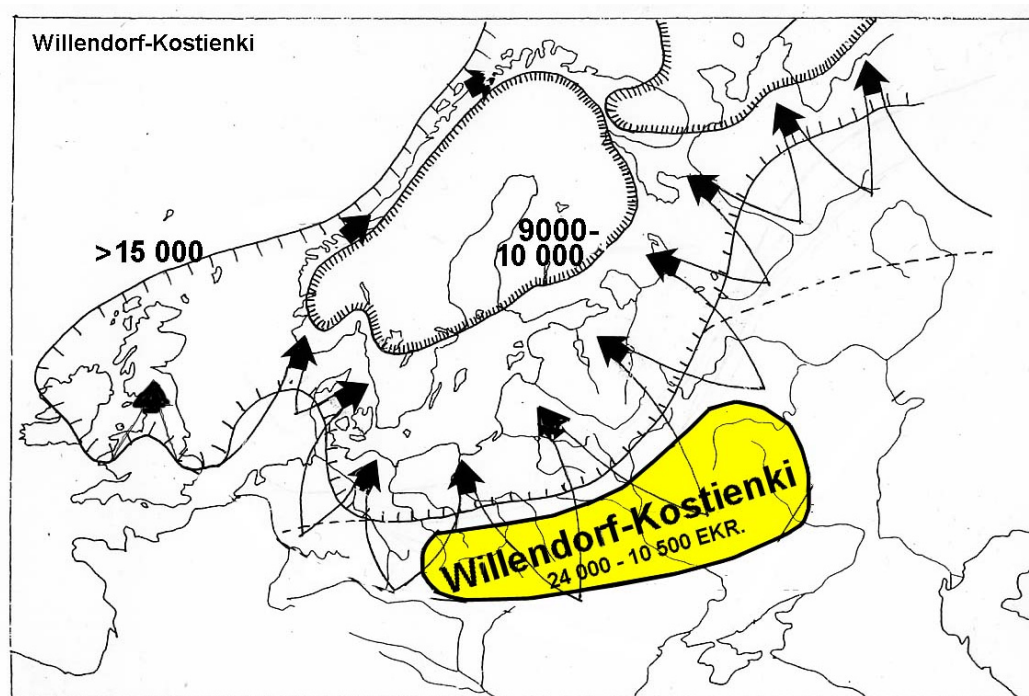 Willendorf-Kostienki
>15 000
9000-
10 000
Willendorf-Kostienki
24 000 - 10 500 EKR.